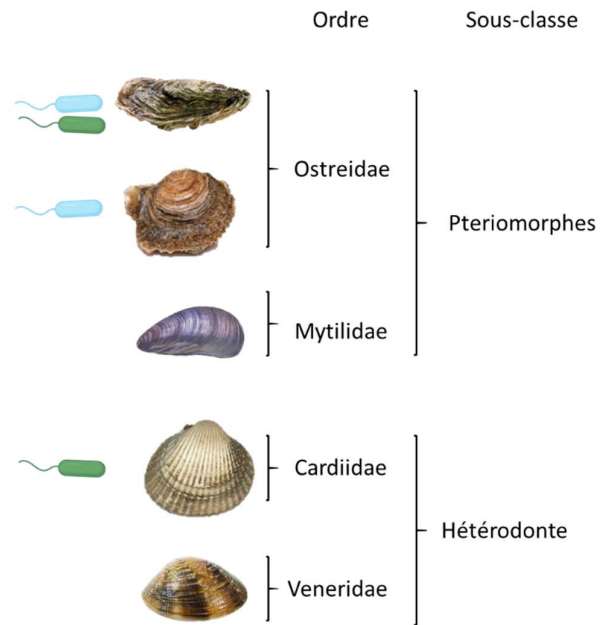 Ordre Sous-classe
Ostreidae
Pteriomorphes
Mytilidae
Cardiidae
Hétérodonte
Veneridae